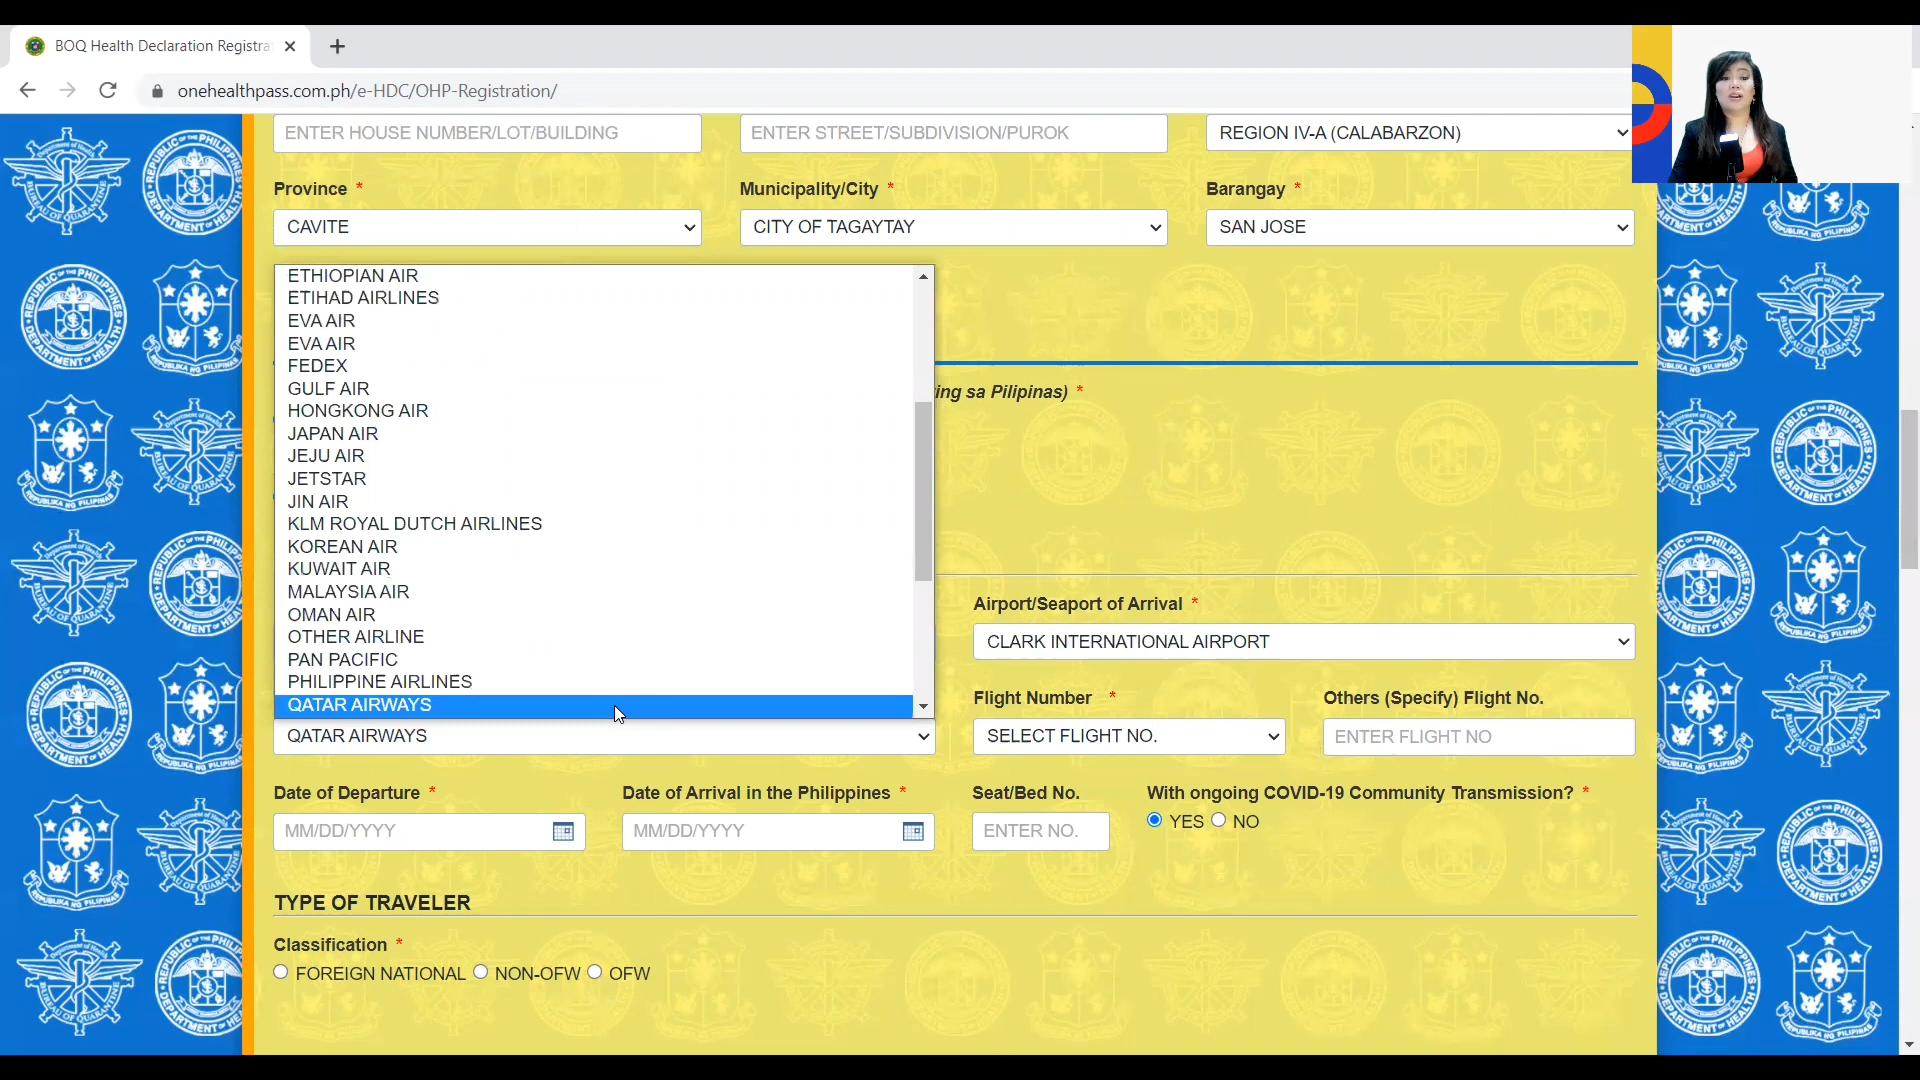 BOQ Health Declaration Registra
onehealthpass.com.ph/e-HDC/OHP-Registration/
ENTER HOUSE NUMBER/LOT/BUILDING
ENTER STREET/SUBDIVISION/PUROK
REGION IV-A (CALABARZON)
Province *
Municipality/City *
Barangay *
CAVITE
CITY OF TAGAYTAY
SAN JOSE
ETHIOPIAN AIR
ETIHAD AIRLINES
EVA AIR
EVA AIR
FEDEX
GULF AIR
HONGKONG AIR
JAPAN AIR
JEJU AIR
JETSTAR
JIN AIR
KLM ROYAL DUTCH AIRLINES
KOREAN AIR
KUWAIT AIR
MALAYSIA AIR
OMAN AIR
OTHER AIRLINE
PAN PACIFIC
PHILIPPINE AIRLINES
QATAR AIRWAYS
ing sa Pilipinas) *
Airport/Seaport of Arrival *
CLARK INTERNATIONAL AIRPORT
Flight Number *
Others (Specify) Flight No.
QATAR AIRWAYS
SELECT FLIGHT NO.
ENTER FLIGHT NO
Date of Departure *
Date of Arrival in the Philippines *
Seat/Bed No.
With ongoing COVID-19 Community Transmission? *
MM/DD/YYYY
MM/DD/YYYY
ENTER NO.
YES
NO
TYPE OF TRAVELER
Classification *
FOREIGN NATIONAL
NON-OFW
OFW